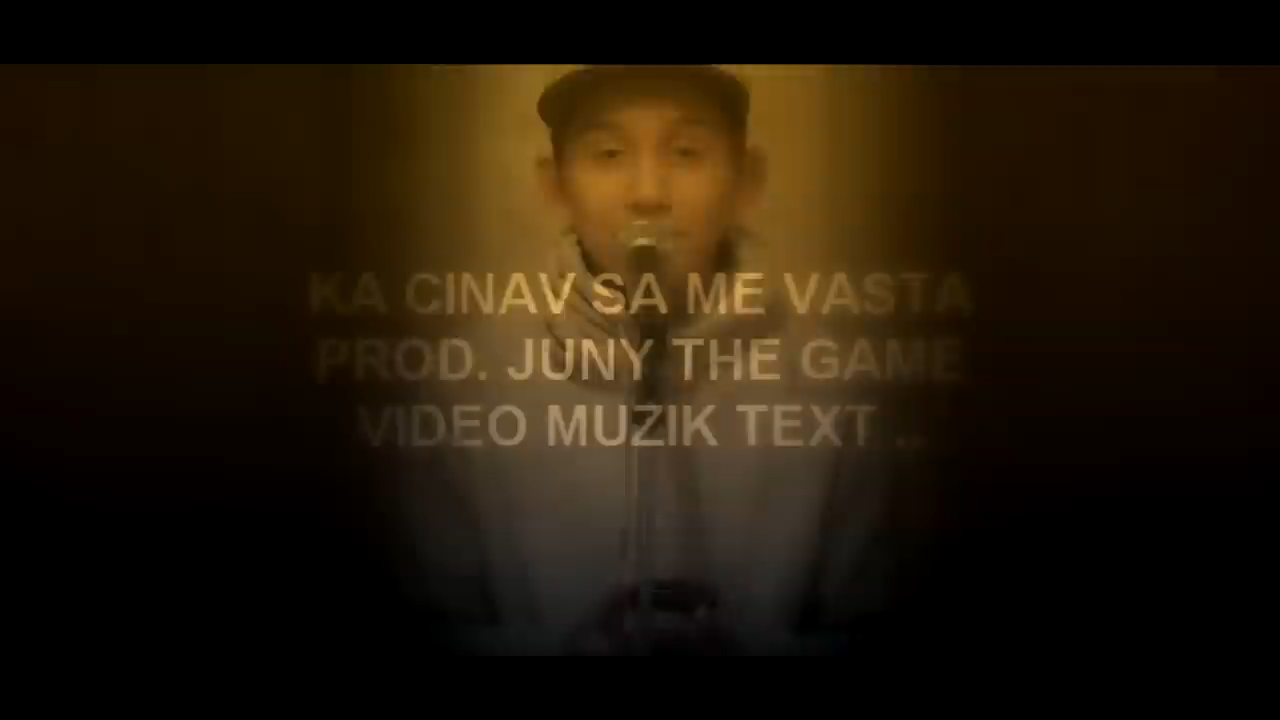 KA CINAV SA ME VASTA
PROD. JUNY THE GAME
VIDEO MUZIK TEXT ..